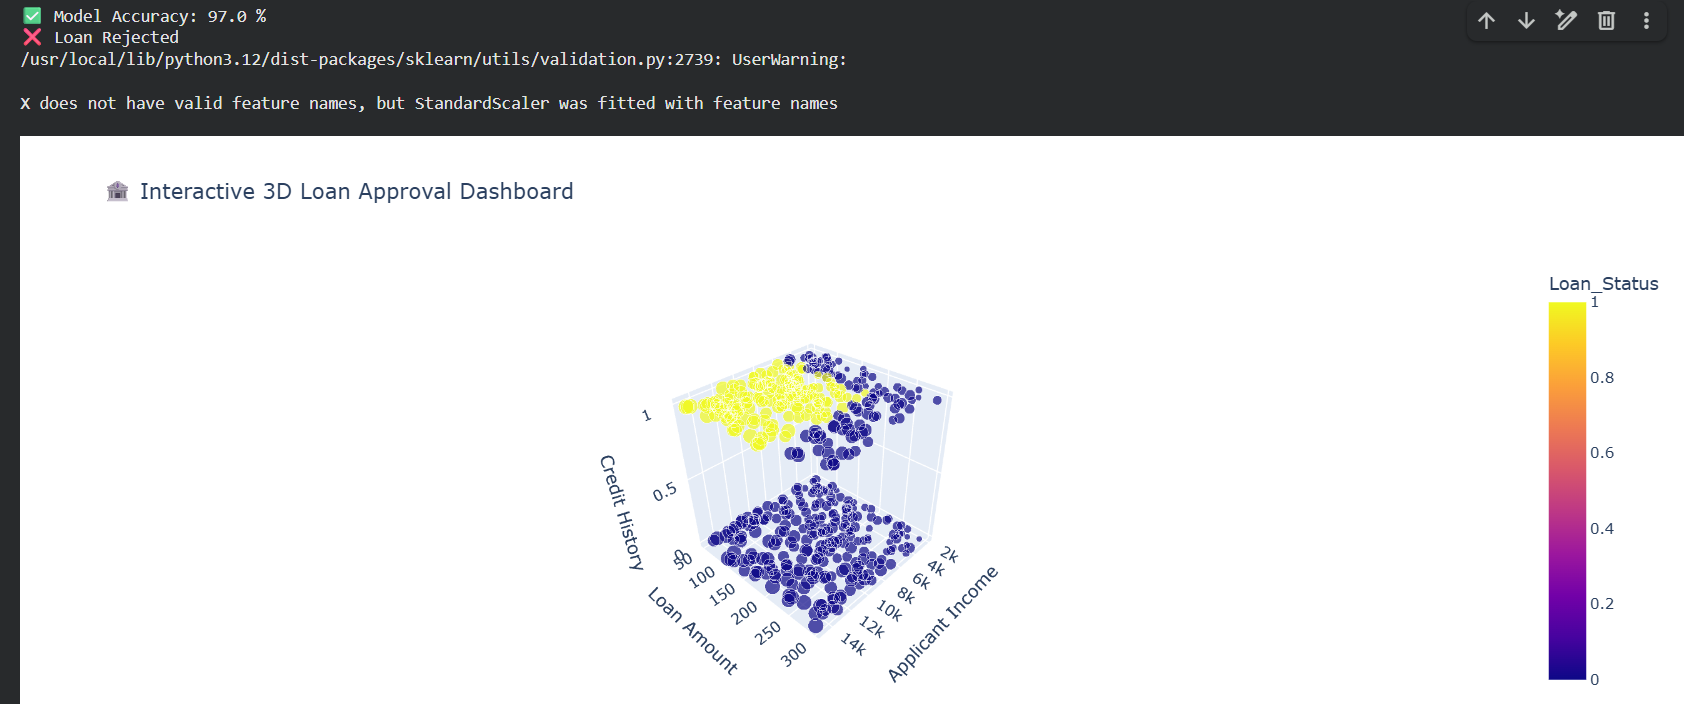 ✅ Model Accuracy: 97.0 %
❌ Loan Rejected
/usr/local/lib/python3.12/dist-packages/sklearn/utils/validation.py:2739: UserWarning:
X does not have valid feature names, but StandardScaler was fitted with feature names
🏛️ Interactive 3D Loan Approval Dashboard
Loan_Status
1
0.8
0.6
0.4
0.2
0
1
0.5
0
Credit History
50
100
150
200
250
300
Loan Amount
2k
4k
6k
8k
10k
12k
14k
Applicant Income